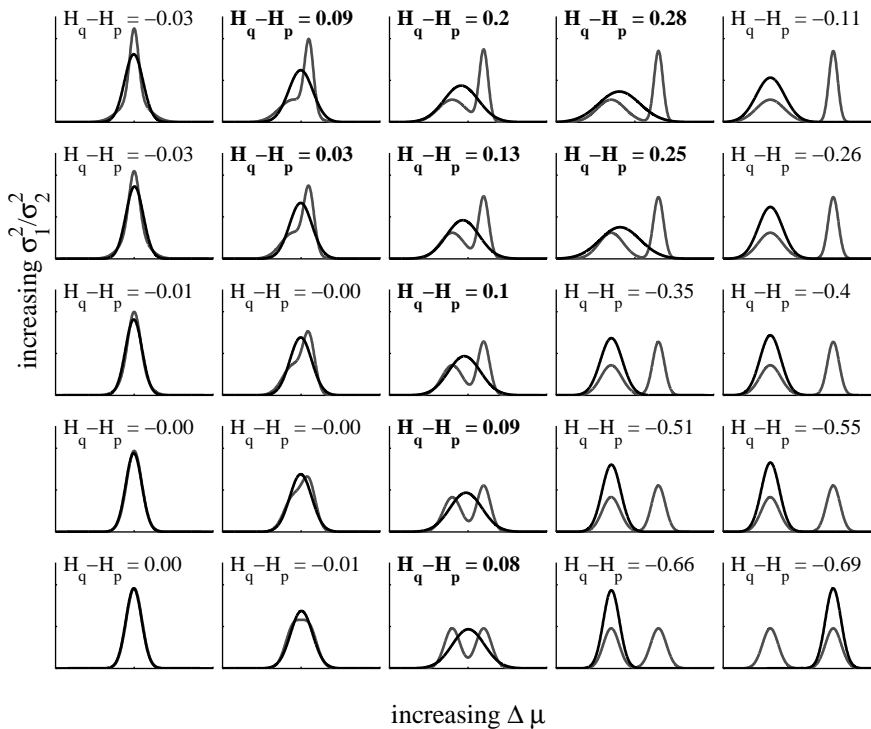 H_q–H_p = −0.03
H_q–H_p = 0.09
H_q–H_p = 0.2
H_q–H_p = 0.28
H_q–H_p = −0.11
H_q–H_p = −0.03
H_q–H_p = 0.03
H_q–H_p = 0.13
H_q–H_p = 0.25
H_q–H_p = −0.26
H_q–H_p = −0.01
H_q–H_p = −0.00
H_q–H_p = 0.1
H_q–H_p = −0.35
H_q–H_p = −0.4
H_q–H_p = −0.00
H_q–H_p = −0.00
H_q–H_p = 0.09
H_q–H_p = −0.51
H_q–H_p = −0.55
H_q–H_p = 0.00
H_q–H_p = −0.01
H_q–H_p = 0.08
H_q–H_p = −0.66
H_q–H_p = −0.69
increasing σ₁²/σ₂²
increasing Δ μ